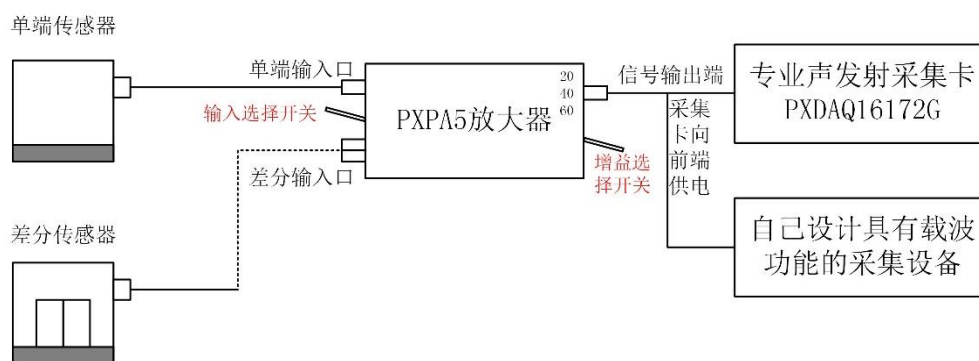 单端传感器
单端输入口
输入选择开关
差分输入口
差分传感器
PXPA5放大器
20
40
60
信号输出端
增益选
择开关
采集
卡向
前端
供电
专业声发射采集卡
PXDAQ16172G
自己设计具有载波
功能的采集设备